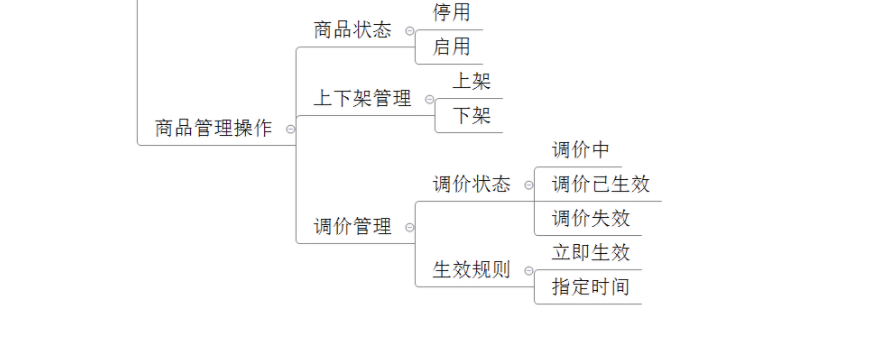 商品管理操作
商品状态
停用
启用
上下架管理
上架
下架
调价管理
调价状态
调价中
调价已生效
调价失效
生效规则
立即生效
指定时间